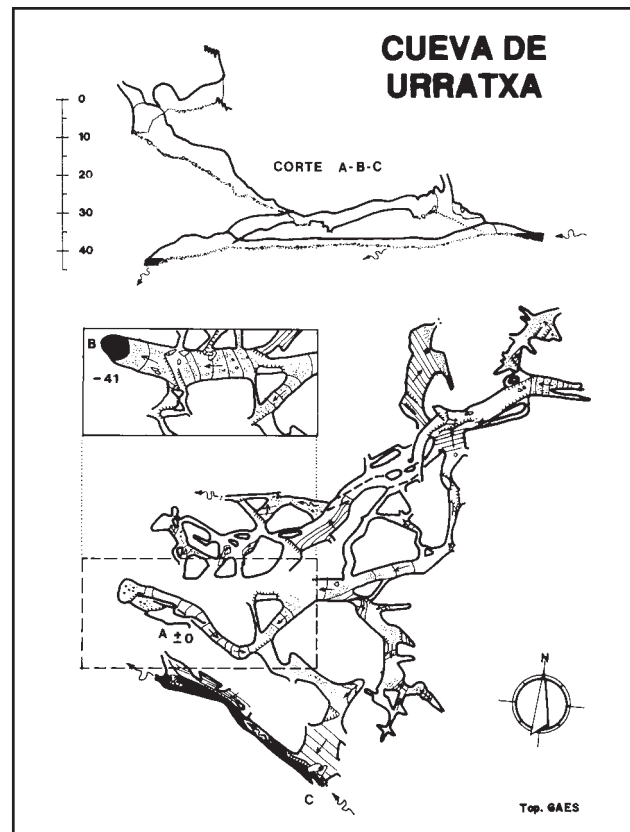 CUEVA DE
URRATXA
0
10
20
30
40
CORTE A-B-C
B
-41
A ±0
C
N
Top. GAES